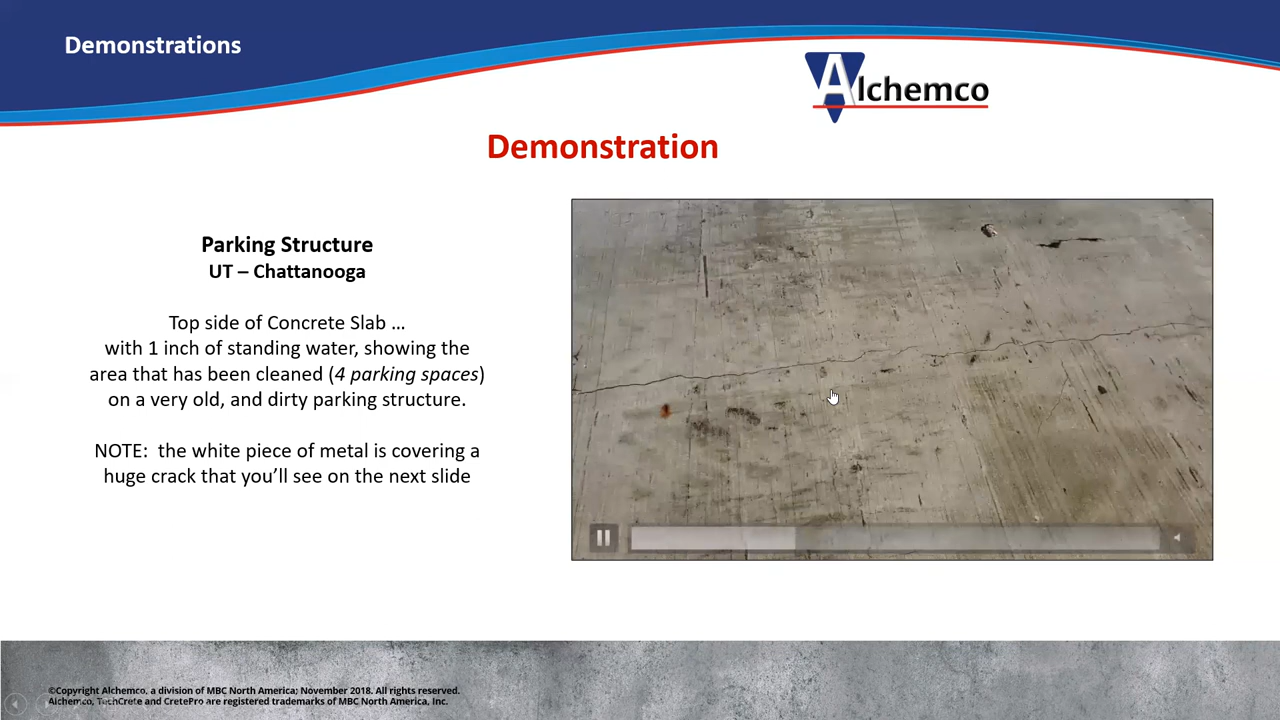 Demonstrations
Alchemco
Demonstration
Parking Structure
UT – Chattanooga
Top side of Concrete Slab ...
with 1 inch of standing water, showing the
area that has been cleaned (4 parking spaces)
on a very old, and dirty parking structure.
NOTE:  the white piece of metal is covering a
huge crack that you’ll see on the next slide
©Copyright Alchemco, a division of MBC North America; November 2018. All rights reserved.
Alchemco, TechCrete and CretePro are registered trademarks of MBC North America, Inc.